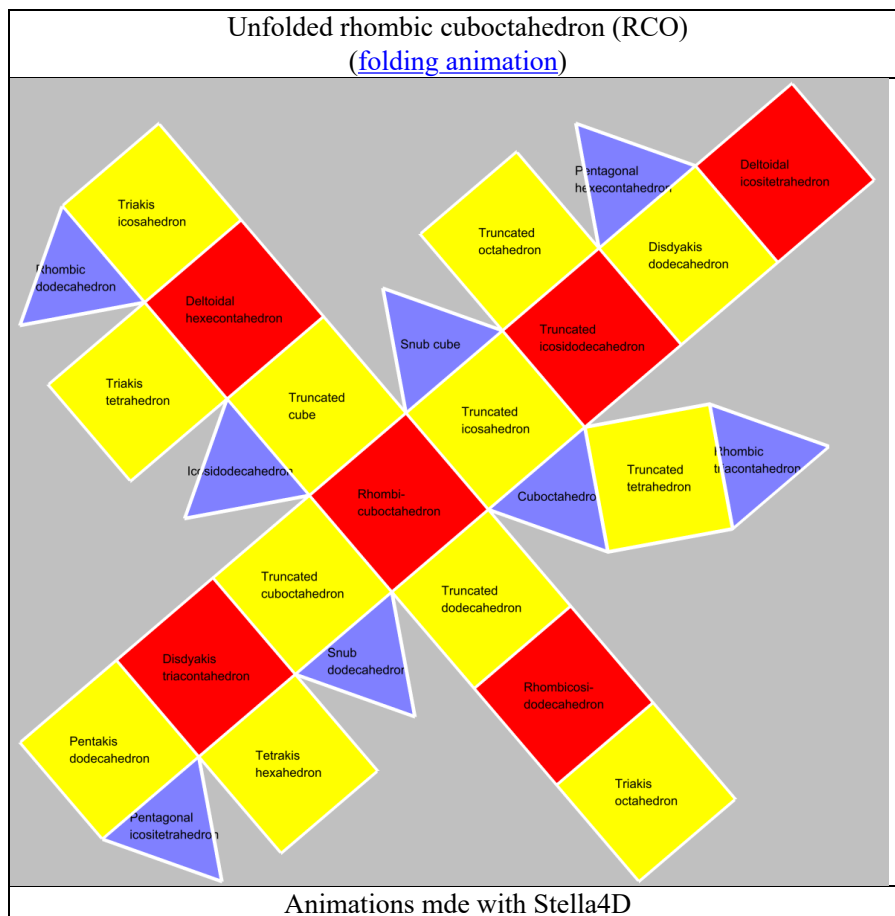 Unfolded rhombic cuboctahedron (RCO)
(folding animation)
Deltoidal
icositetrahedron
Pentagonal
hexecontahedron
Triakis
icosahedron
Truncated
octahedron
Disdyakis
dodecahedron
Rhombic
dodecahedron
Deltoidal
hexecontahedron
Truncated
icosidodecahedron
Snub cube
Triakis
tetrahedron
Truncated
cube
Truncated
icosahedron
Rhombic
triacontahedron
Icosidodecahedron
Truncated
tetrahedron
Rhombi-
cuboctahedron
Cuboctahedro
Truncated
cuboctahedron
Truncated
dodecahedron
Snub
dodecahedron
Disdyakis
triacontahedron
Rhombicosi-
dodecahedron
Pentakis
dodecahedron
Tetrakis
hexahedron
Triakis
octahedron
Pentagonal
icositetrahedron
Animations mde with Stella4D